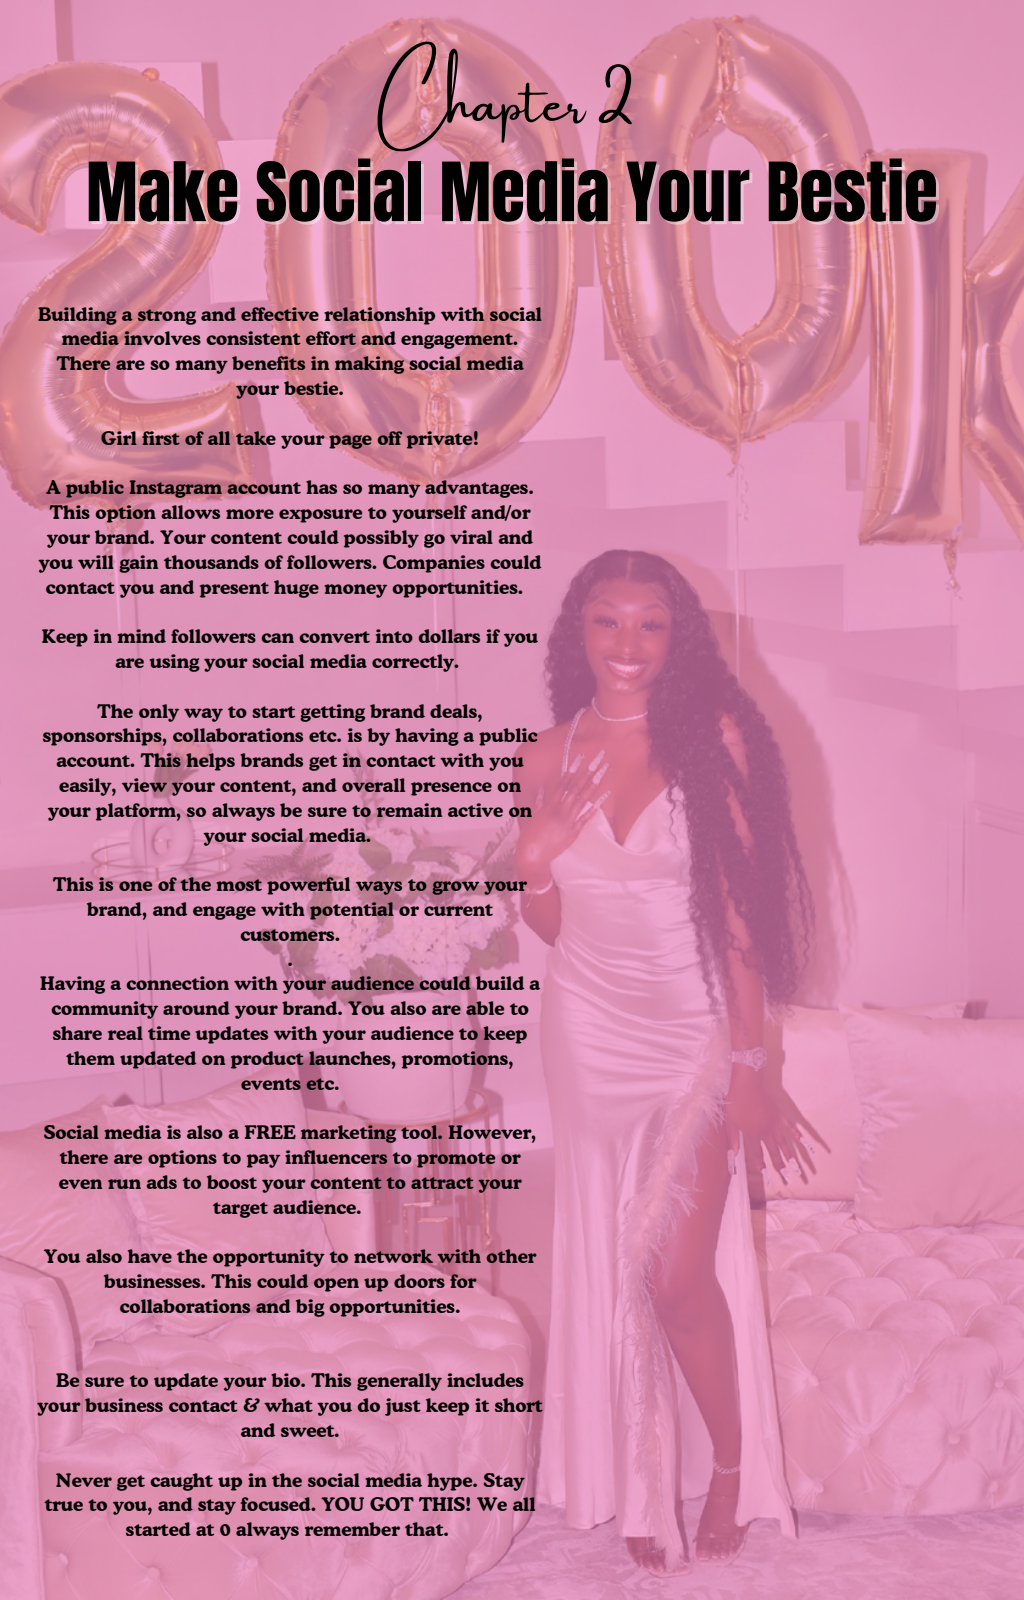 Chapter 2
Make Social Media Your Bestie
200K
Building a strong and effective relationship with social
media involves consistent effort and engagement.
There are so many benefits in making social media
your bestie.
Girl first of all take your page off private!
A public Instagram account has so many advantages.
This option allows more exposure to yourself and/or
your brand. Your content could possibly go viral and
you will gain thousands of followers. Companies could
contact you and present huge money opportunities.
Keep in mind followers can convert into dollars if you
are using your social media correctly.
The only way to start getting brand deals,
sponsorships, collaborations etc. is by having a public
account. This helps brands get in contact with you
easily, view your content, and overall presence on
your platform, so always be sure to remain active on
your social media.
This is one of the most powerful ways to grow your
brand, and engage with potential or current
customers.
.
Having a connection with your audience could build a
community around your brand. You also are able to
share real time updates with your audience to keep
them updated on product launches, promotions,
events etc.
Social media is also a FREE marketing tool. However,
there are options to pay influencers to promote or
even run ads to boost your content to attract your
target audience.
You also have the opportunity to network with other
businesses. This could open up doors for
collaborations and big opportunities.
Be sure to update your bio. This generally includes
your business contact & what you do just keep it short
and sweet.
Never get caught up in the social media hype. Stay
true to you, and stay focused. YOU GOT THIS! We all
started at 0 always remember that.